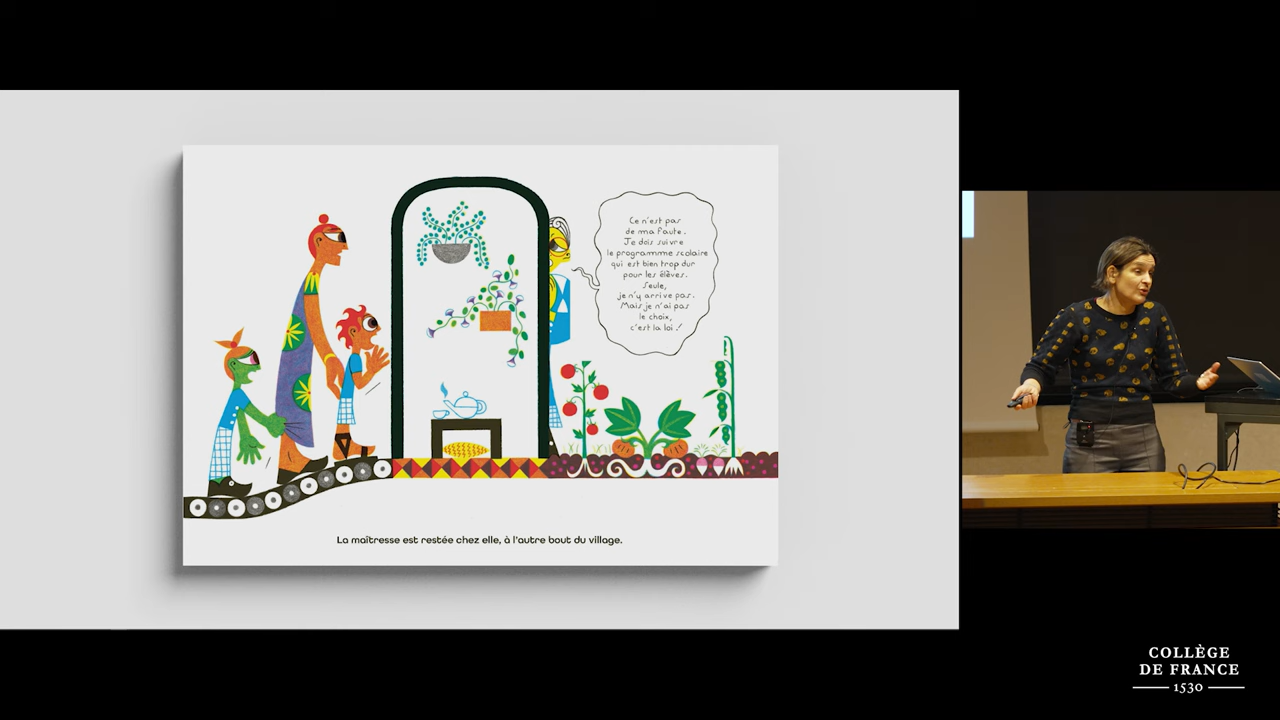 Ce n'est pas
de ma faute.
Je dois suivre
le programme scolaire
qui est bien trop dur
pour les élèves.
Seule,
je n'y arrive pas.
Mais je n'ai pas
le choix,
c'est la loi !
La maîtresse est restée chez elle, à l'autre bout du village.
COLLÈGE
DE FRANCE
1530